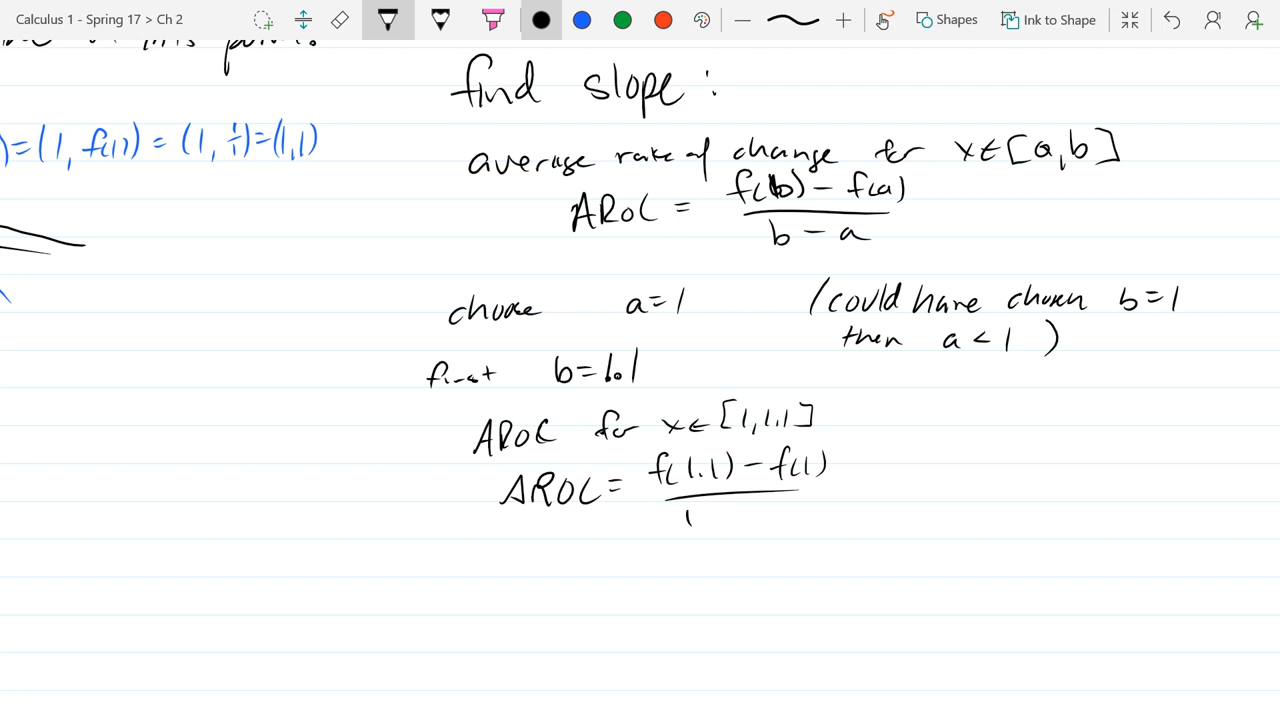 Calculus 1 - Spring 17 > Ch 2
Shapes
Ink to Shape
find slope:
)=(1, f(1)) = (1, 1/1)=(1,1)
average rate of change for x∈[a,b]
AROC = f(b) - f(a) / b - a
choose a=1 (could have chosen b=1
then a<1)
first b=1.1
AROC for x∈[1,1.1]
AROC = f(1.1) - f(1) / 1